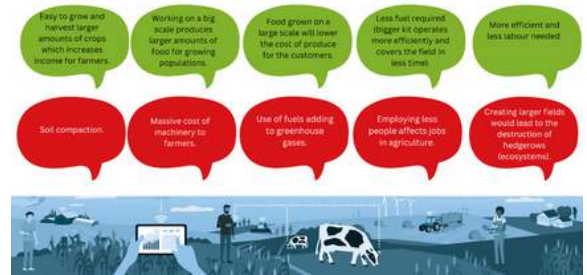 Easy to grow and
harvest larger
amounts of crops
which increases
income for farmers.
Working on a big
scale produces
larger amounts of
food for growing
populations.
Food grown on a
large scale will lower
the cost of produce
for the customers.
Less fuel required
(bigger kit operates
more efficiently and
covers the field in
less time).
More efficient and
less labour needed
Soil compaction.
Massive cost of
machinery to
farmers.
Use of fuels adding
to greenhouse
gases.
Employing less
people affects jobs
in agriculture.
Creating larger fields
would lead to the
destruction of
hedgerows
(ecosystems).